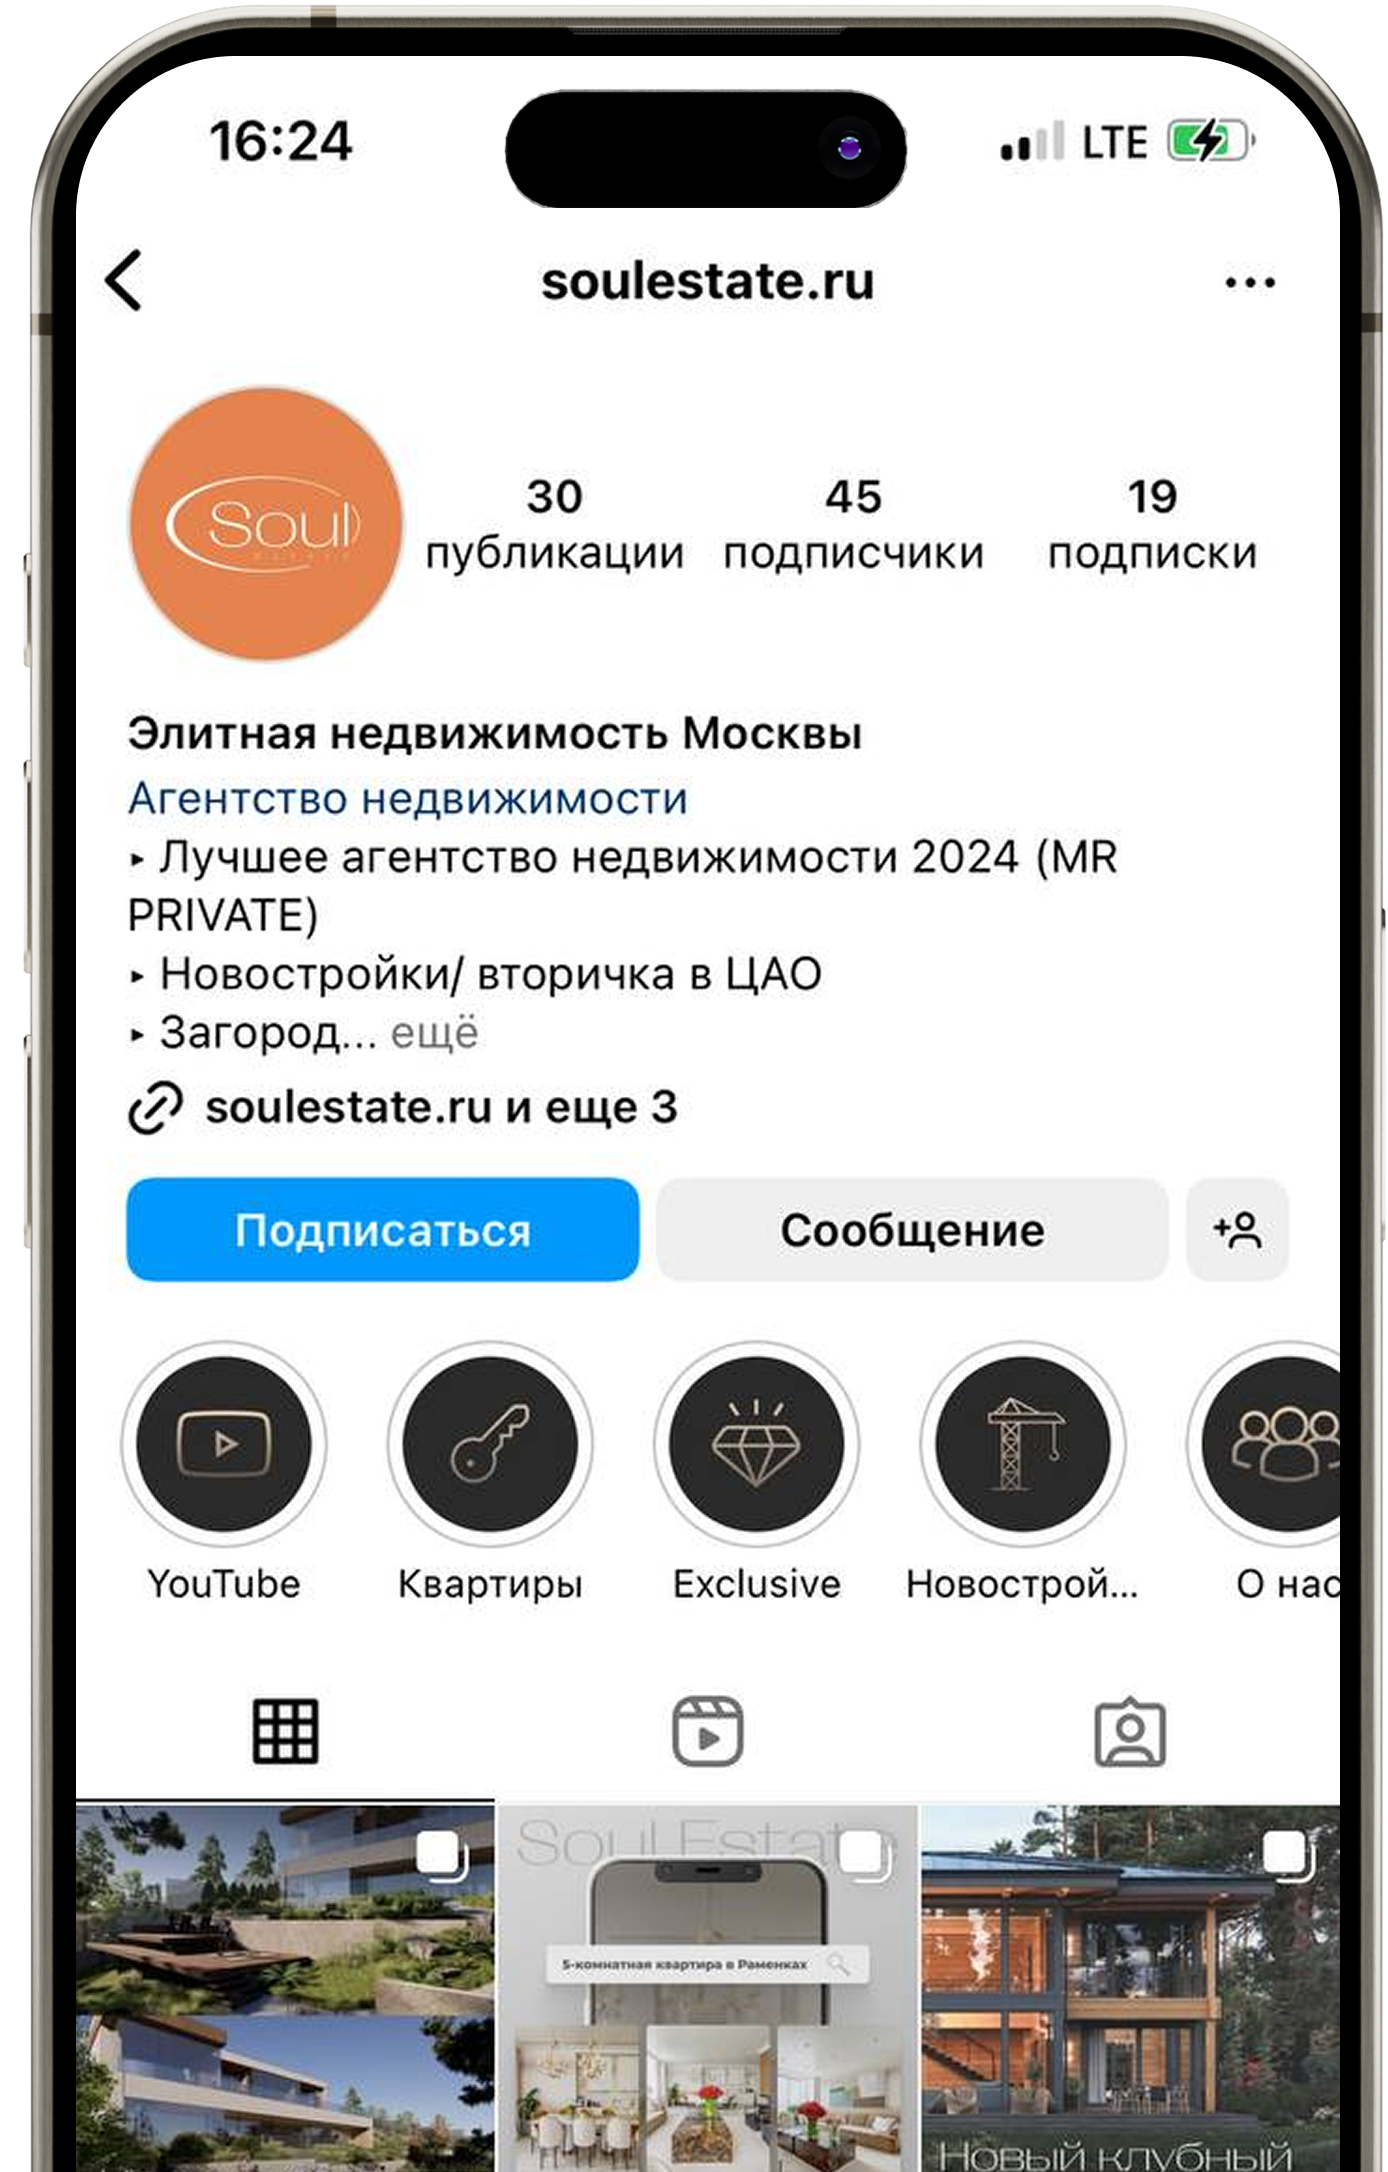 16:24
LTE
soulestate.ru
Soul
30
45
19
публикации
подписчики
подписки
Элитная недвижимость Москвы
Агентство недвижимости
▸ Лучшее агентство недвижимости 2024 (MR
PRIVATE)
▸ Новостройки/ вторичка в ЦАО
▸ Загород... ещё
soulestate.ru и еще 3
Подписаться
Сообщение
YouTube
Квартиры
Exclusive
Новострой...
О нас
Soul Estate
5-комнатная квартира в Раменках
Новый клубный